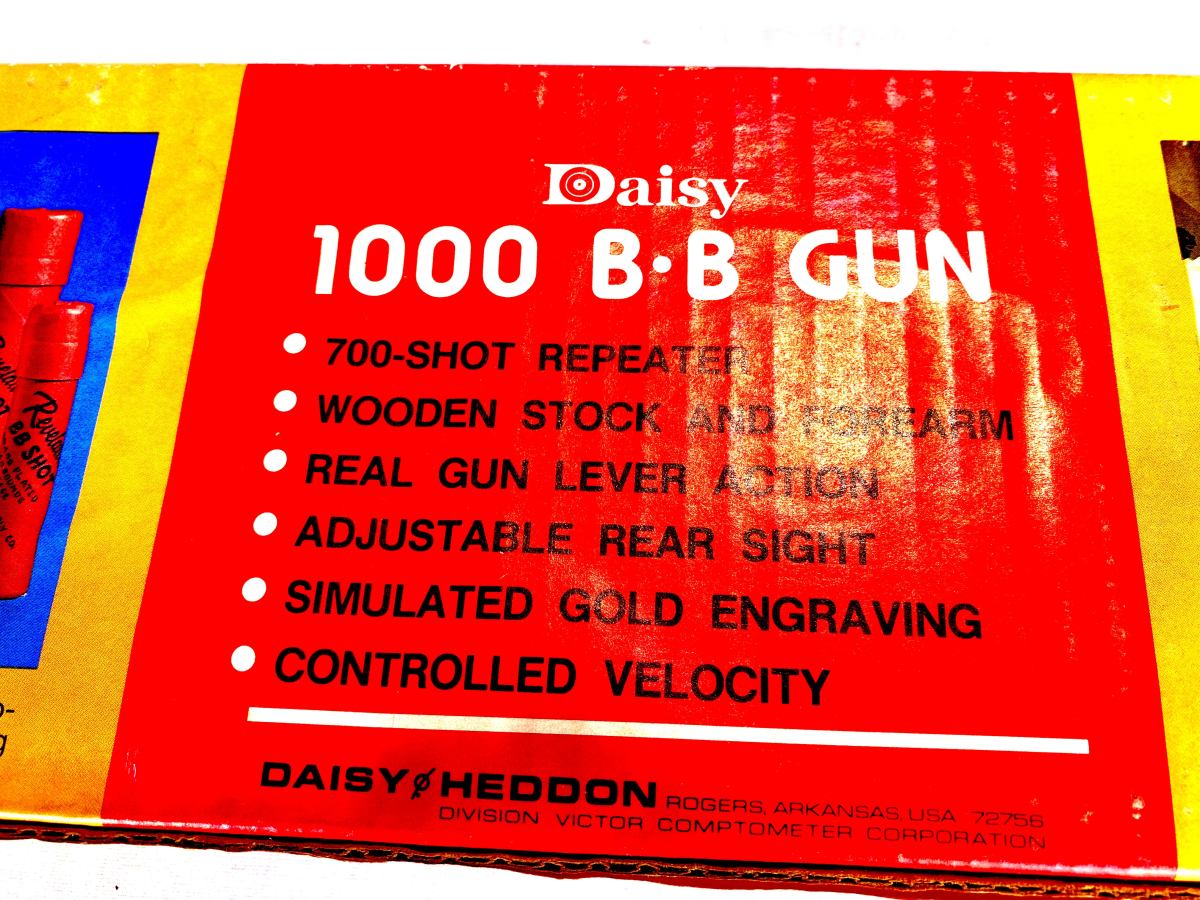 Daisy
1000 B•B GUN
700-SHOT REPEATER
WOODEN STOCK AND FOREARM
REAL GUN LEVER ACTION
ADJUSTABLE REAR SIGHT
SIMULATED GOLD ENGRAVING
CONTROLLED VELOCITY
DAISY HEDDON ROGERS, ARKANSAS, USA 72756
DIVISION VICTOR COMPTOMETER CORPORATION
BB SHOT